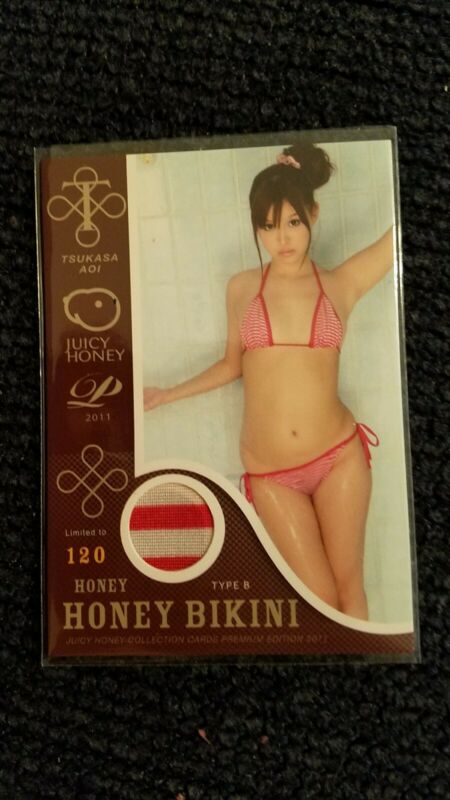 T
TSUKASA
AOI
JUICY
HONEY
P
2011
Limited to
120
TYPE B
HONEY
HONEY BIKINI
JUICY HONEY COLLECTION CARDS PREMIUM EDITION 2011